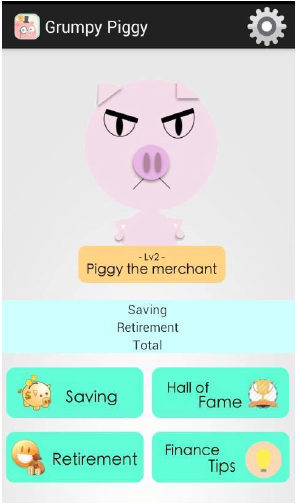 Grumpy Piggy
- Lv2 -
Piggy the merchant
Saving
Retirement
Total
Saving
Hall of
Fame
Retirement
Finance
Tips